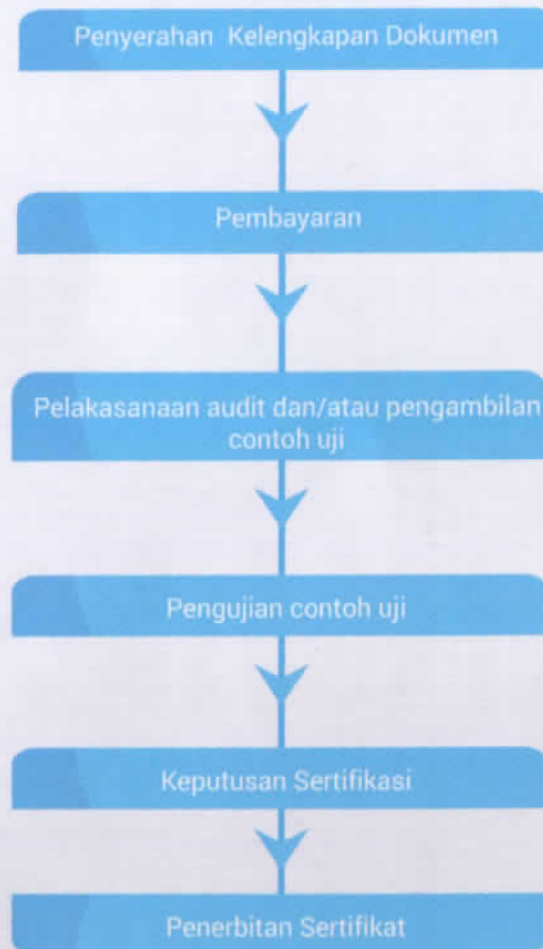 Penyerahan Kelengkapan Dokumen
Pembayaran
Pelakasanaan audit dan/atau pengambilan
contoh uji
Pengujian contoh uji
Keputusan Sertifikasi
Penerbitan Sertifikat